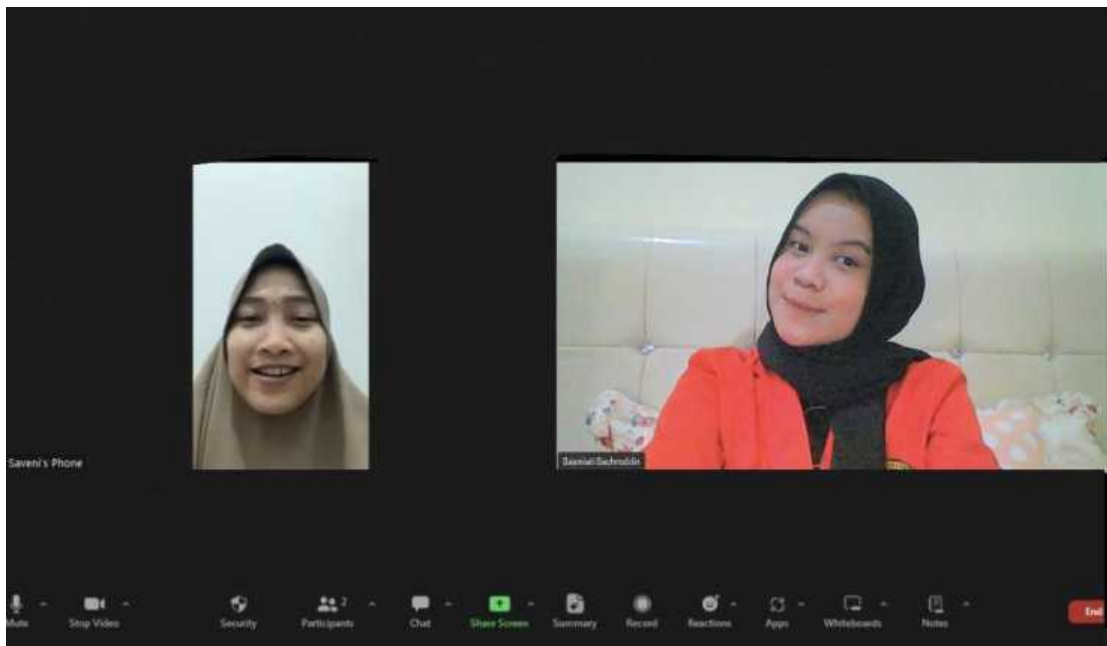 Saveni's Phone
Mute
Stop Video
Security
Participants
2
Chat
Share Screen
Summary
Record
Reactions
Apps
Whiteboards
Notes
End